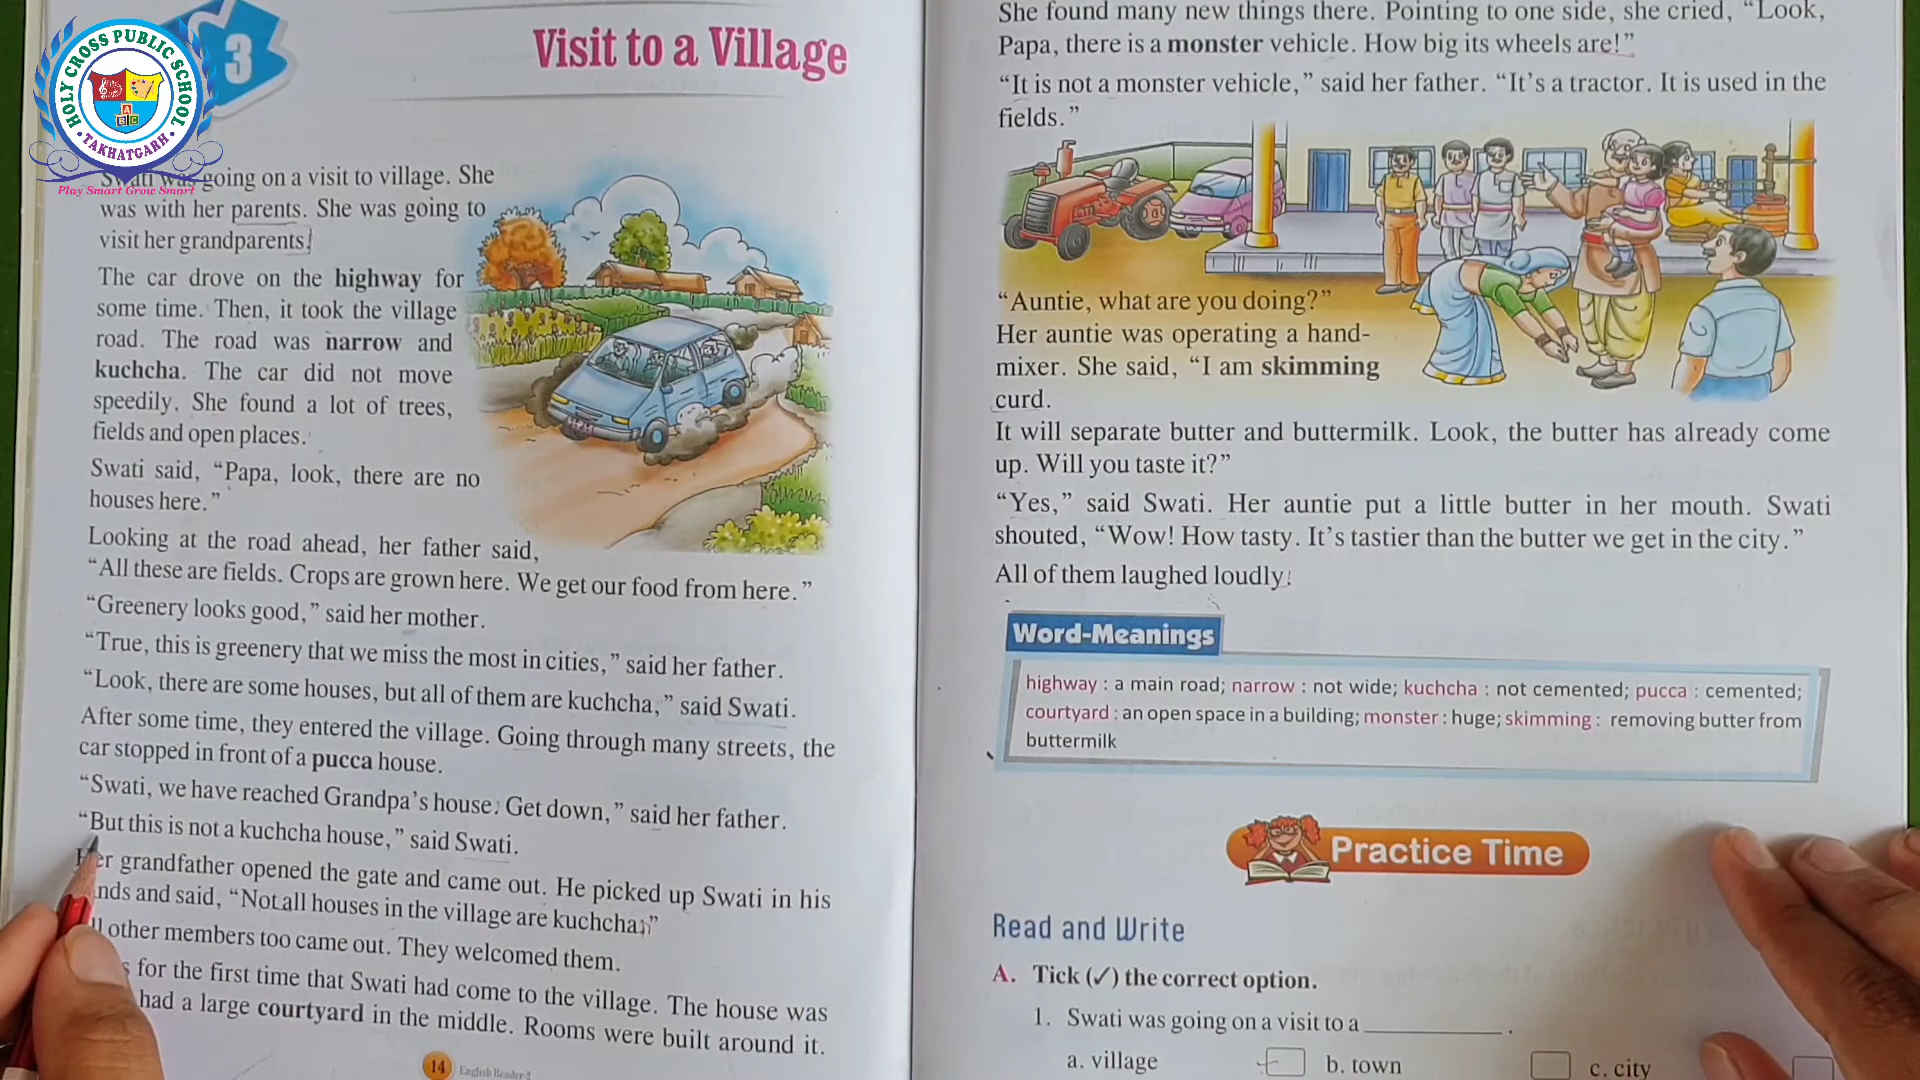 HOLY CROSS PUBLIC SCHOOL
TAKHATGARH
A
B C
Play Smart Grow Smart
3
Visit to a Village
Swati was going on a visit to village. She
was with her parents. She was going to
visit her grandparents.
The car drove on the highway for
some time. Then, it took the village
road. The road was narrow and
kuchcha. The car did not move
speedily. She found a lot of trees,
fields and open places.
Swati said, “Papa, look, there are no
houses here.”
Looking at the road ahead, her father said,
“All these are fields. Crops are grown here. We get our food from here.”
“Greenery looks good,” said her mother.
“True, this is greenery that we miss the most in cities,” said her father.
“Look, there are some houses, but all of them are kuchcha,” said Swati.
After some time, they entered the village. Going through many streets, the
car stopped in front of a pucca house.
“Swati, we have reached Grandpa’s house. Get down,” said her father.
“But this is not a kuchcha house,” said Swati.
Her grandfather opened the gate and came out. He picked up Swati in his
and said, “Not all houses in the village are kuchcha.”
other members too came out. They welcomed them.
for the first time that Swati had come to the village. The house was
had a large courtyard in the middle. Rooms were built around it.
14 English Reader-2
She found many new things there. Pointing to one side, she cried, “Look,
Papa, there is a monster vehicle. How big its wheels are!”
“It is not a monster vehicle,” said her father. “It’s a tractor. It is used in the
fields.”
“Auntie, what are you doing?”
Her auntie was operating a hand-
mixer. She said, “I am skimming
curd.
It will separate butter and buttermilk. Look, the butter has already come
up. Will you taste it?”
“Yes,” said Swati. Her auntie put a little butter in her mouth. Swati
shouted, “Wow! How tasty. It’s tastier than the butter we get in the city.”
All of them laughed loudly.
Word-Meanings
highway : a main road; narrow : not wide; kuchcha : not cemented; pucca : cemented;
courtyard : an open space in a building; monster : huge; skimming : removing butter from
buttermilk
Practice Time
Read and Write
A. Tick (✓) the correct option.
1. Swati was going on a visit to a __________ .
a. village b. town c. city